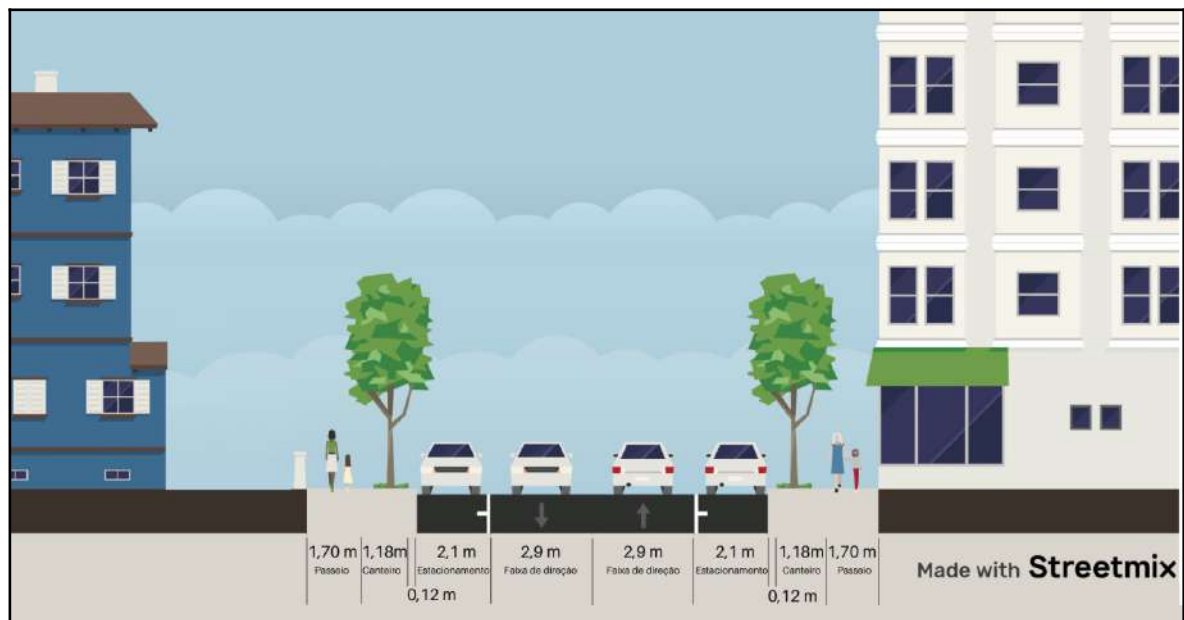 1,70 m 1,18m 2,1 m 2,9 m 2,9 m 2,1 m 1,18m 1,70 m
Passeio Canteiro Estacionamento Faixa de direção Faixa de direção Estacionamento Canteiro Passeio
0,12 m 0,12 m
Made with Streetmix